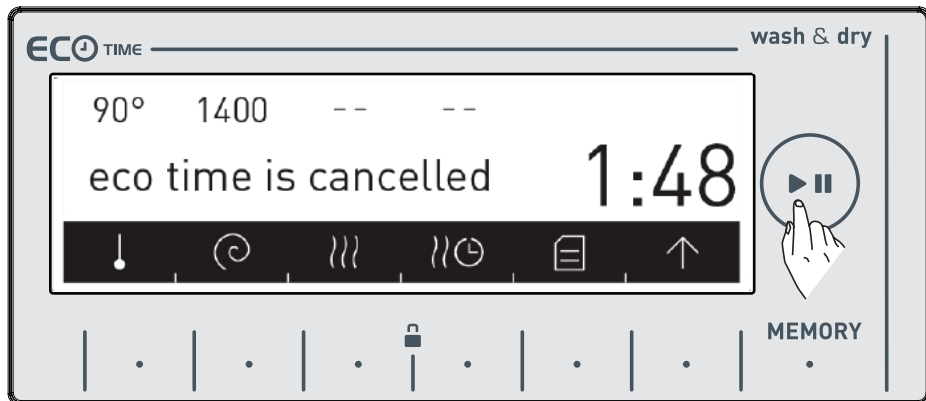 ECO TIME
wash & dry
90° 1400 -- --
eco time is cancelled 1:48
MEMORY